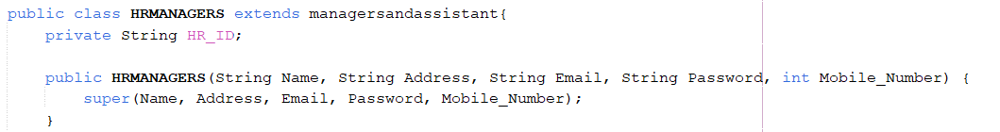 public class HRMANAGERS extends managersandassistant{
private String HR_ID;
public HRMANAGERS(String Name, String Address, String Email, String Password, int Mobile_Number) {
super(Name, Address, Email, Password, Mobile_Number);
}